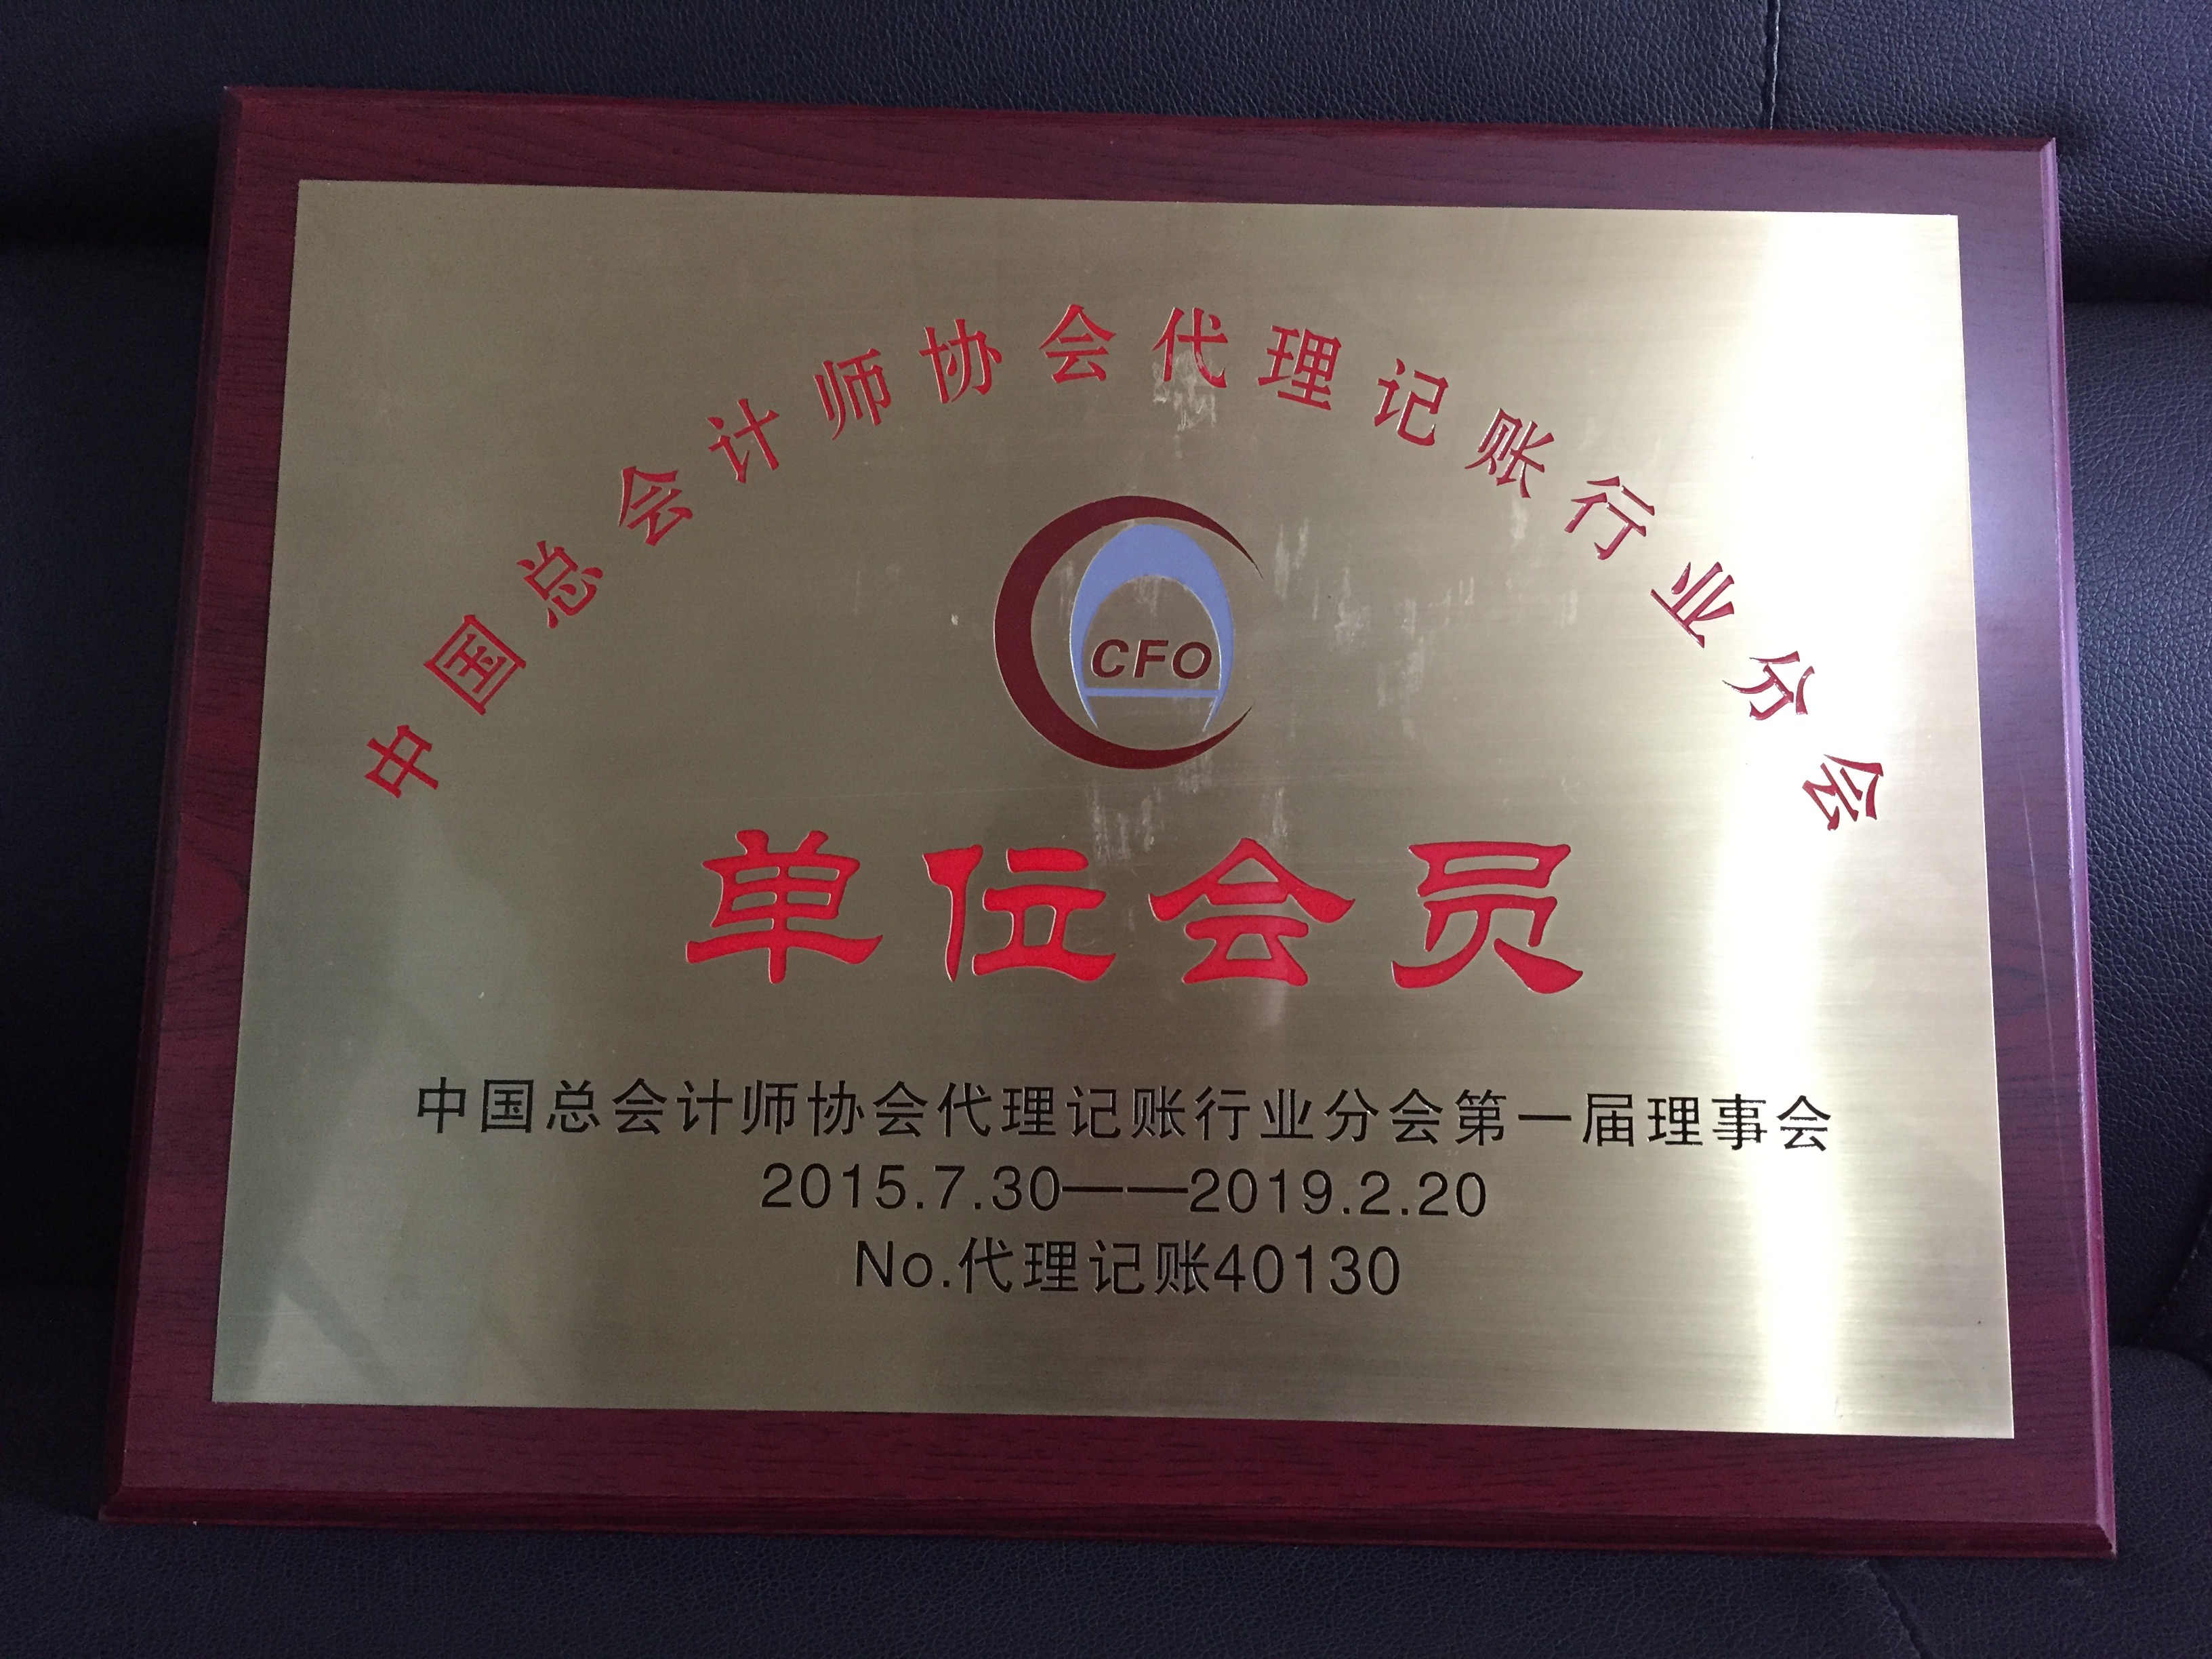 中国总会计师协会代理记账行业分会
CFO
单位会员
中国总会计师协会代理记账行业分会第一届理事会
2015.7.30——2019.2.20
No.代理记账40130